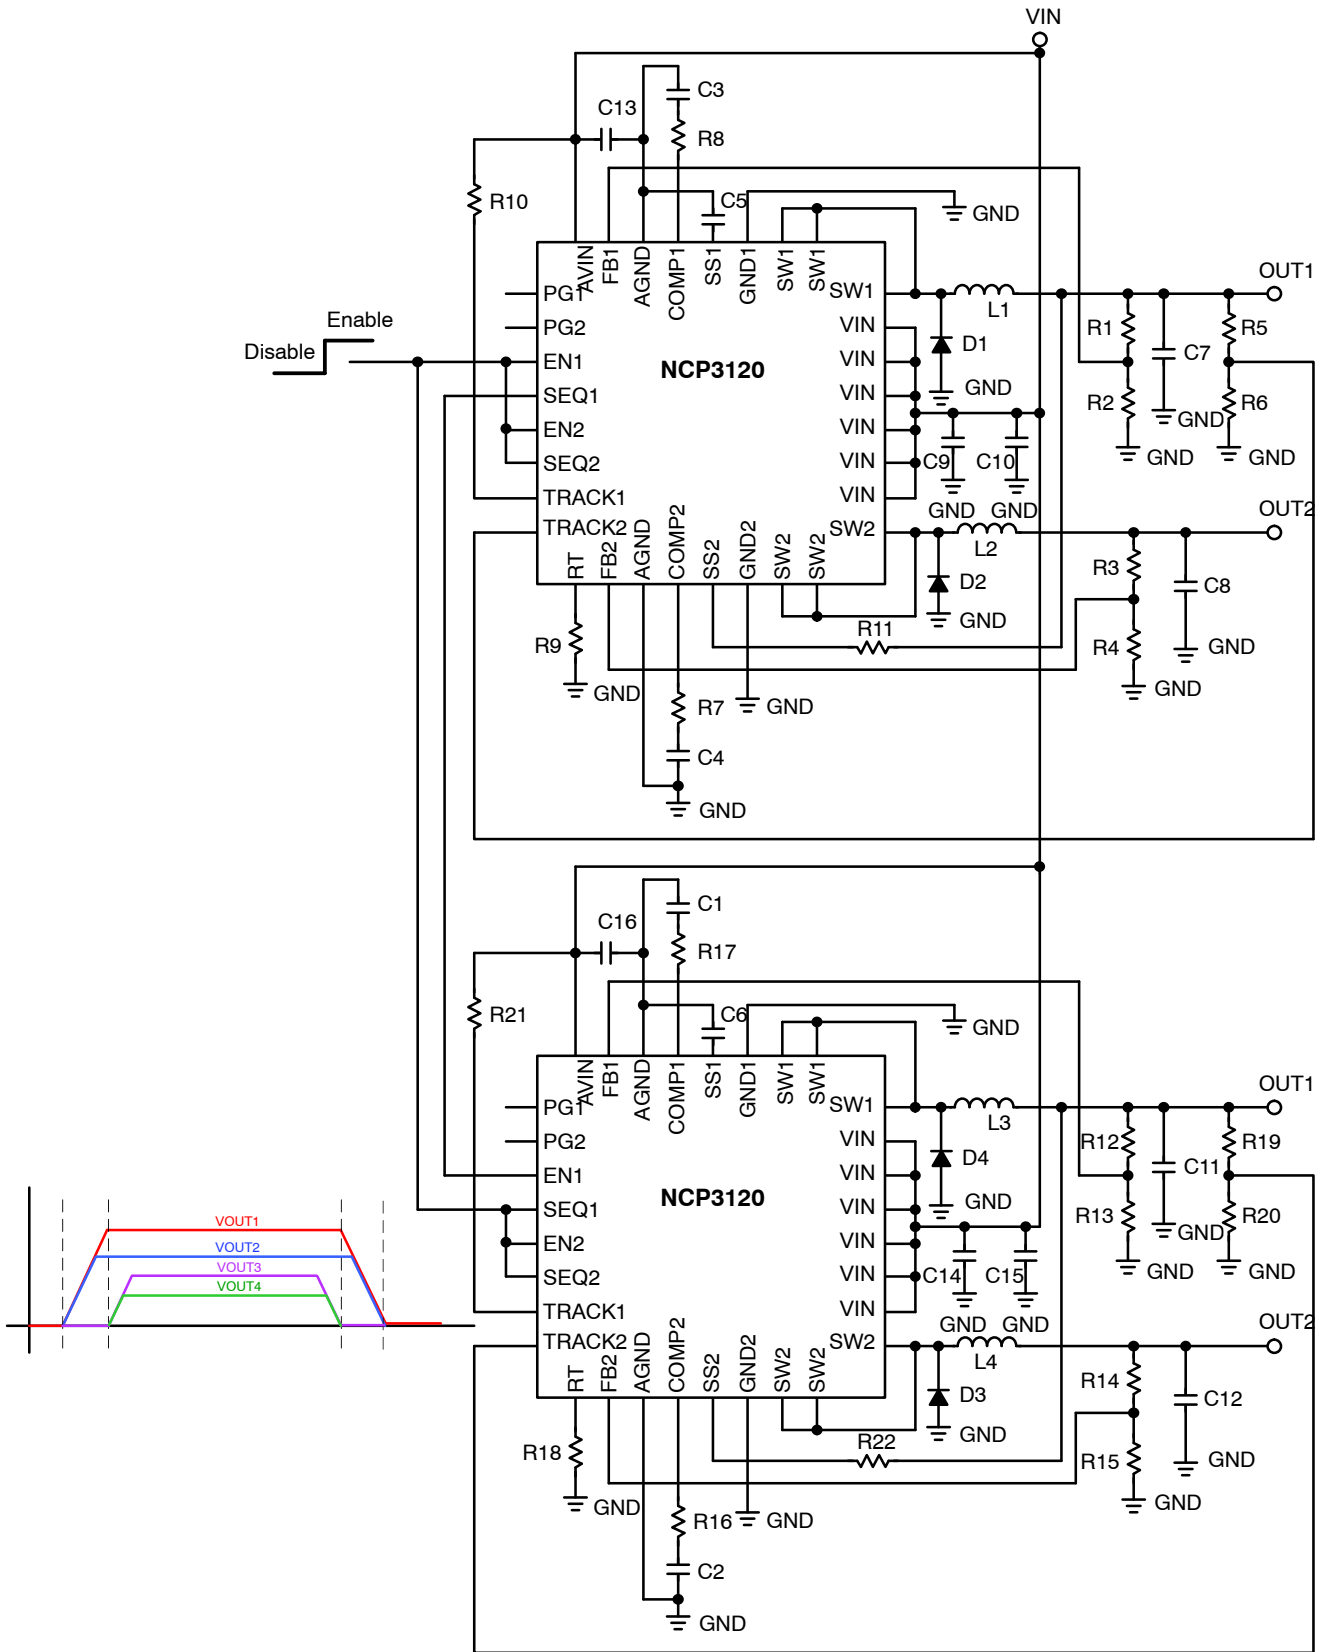 VIN
C3
C13
R8
R10
C5
GND
AVIN
FB1
AGND
COMP1
SS1
GND1
SW1
SW1
OUT1
PG1
SW1
L1
Enable
PG2
VIN
R1
R5
Disable
D1
C7
EN1
NCP3120
VIN
GND
SEQ1
VIN
R2
GND
R6
EN2
VIN
GND
GND
SEQ2
VIN
C9
C10
TRACK1
VIN
GND
GND
OUT2
TRACK2
SW2
L2
RT
FB2
AGND
COMP2
SS2
GND2
SW2
SW2
R3
D2
C8
GND
R11
R9
R4
GND
GND
R7
GND
GND
C4
GND
C1
C16
R17
R21
C6
GND
AVIN
FB1
AGND
COMP1
SS1
GND1
SW1
SW1
OUT1
PG1
SW1
L3
PG2
VIN
R12
R19
D4
C11
EN1
NCP3120
VIN
GND
SEQ1
VIN
R13
GND
R20
VOUT1
EN2
VIN
GND
GND
VOUT2
SEQ2
VIN
C14
C15
VOUT3
VOUT4
TRACK1
VIN
GND
GND
OUT2
TRACK2
SW2
L4
RT
FB2
AGND
COMP2
SS2
GND2
SW2
SW2
R14
D3
C12
GND
R22
R18
R15
GND
GND
R16
GND
GND
C2
GND